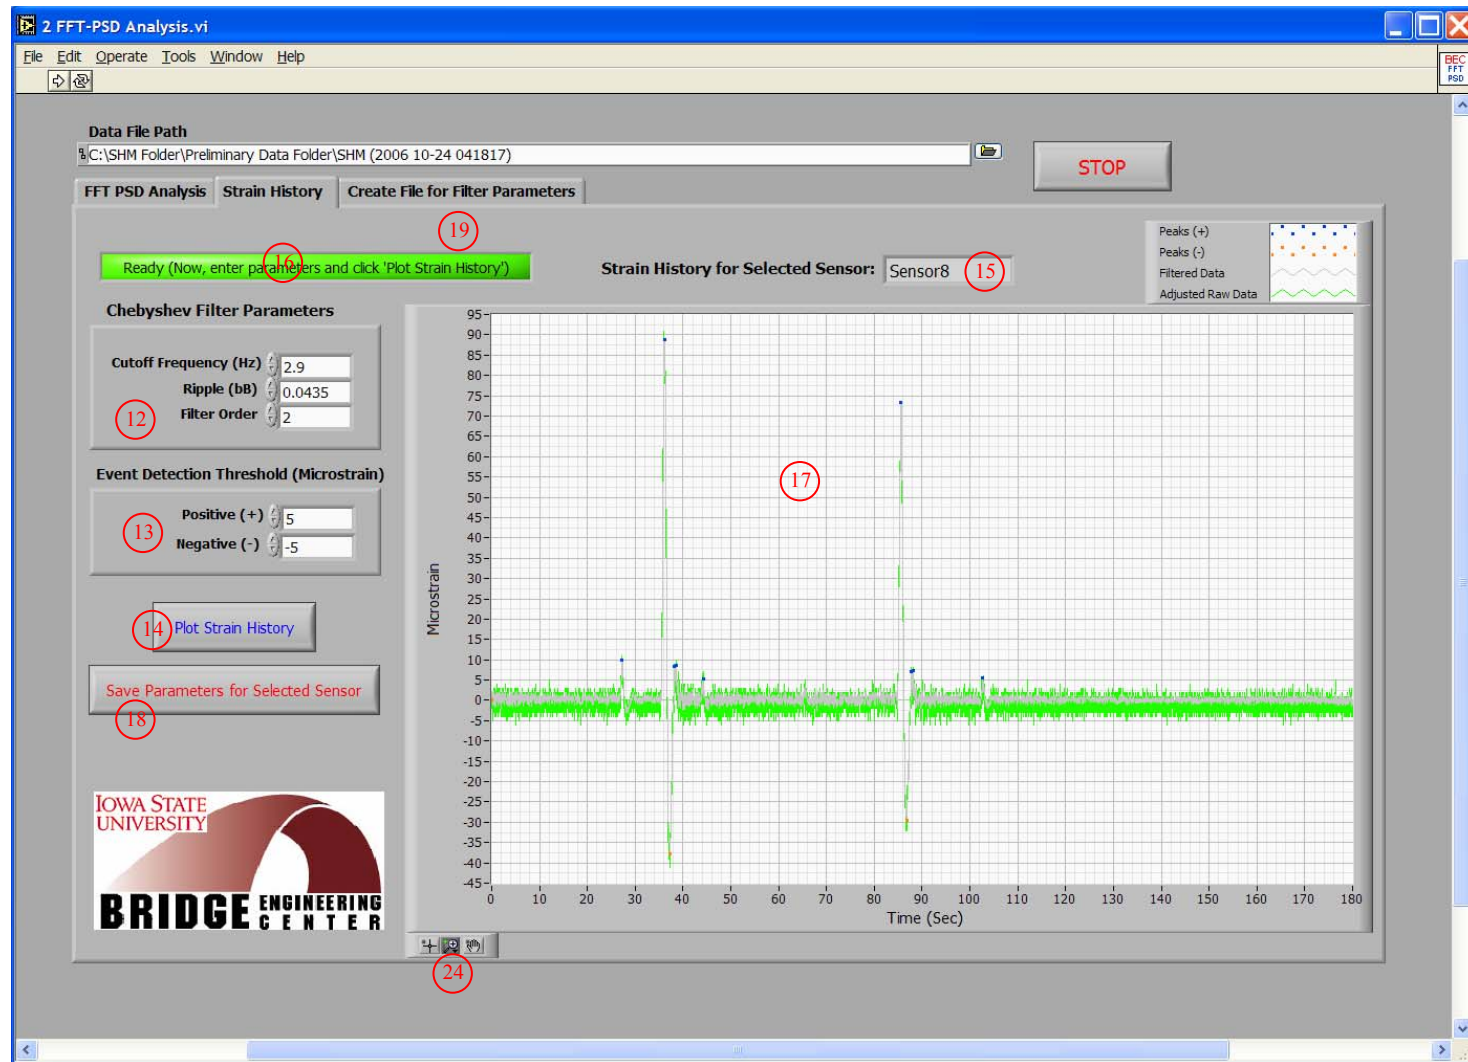 2 FFT-PSD Analysis.vi
File Edit Operate Tools Window Help
BEC
FFT
PSD
Data File Path
C:\SHM Folder\Preliminary Data Folder\SHM (2006 10-24 041817)
STOP
FFT PSD Analysis Strain History Create File for Filter Parameters
19
Ready (Now, enter parameters and click 'Plot Strain History')
16
Strain History for Selected Sensor: Sensor8
15
Peaks (+)
Peaks (-)
Filtered Data
Adjusted Raw Data
Chebyshev Filter Parameters
Cutoff Frequency (Hz) 2.9
Ripple (bB) 0.0435
Filter Order 2
12
Event Detection Threshold (Microstrain)
Positive (+) 5
Negative (-) -5
13
14
Plot Strain History
Save Parameters for Selected Sensor
18
IOWA STATE
UNIVERSITY
BRIDGE ENGINEERING
CENTER
Microstrain
95
90
85
80
75
70
65
60
55
50
45
40
35
30
25
20
15
10
5
0
-5
-10
-15
-20
-25
-30
-35
-40
-45
17
0 10 20 30 40 50 60 70 80 90 100 110 120 130 140 150 160 170 180
Time (Sec)
24